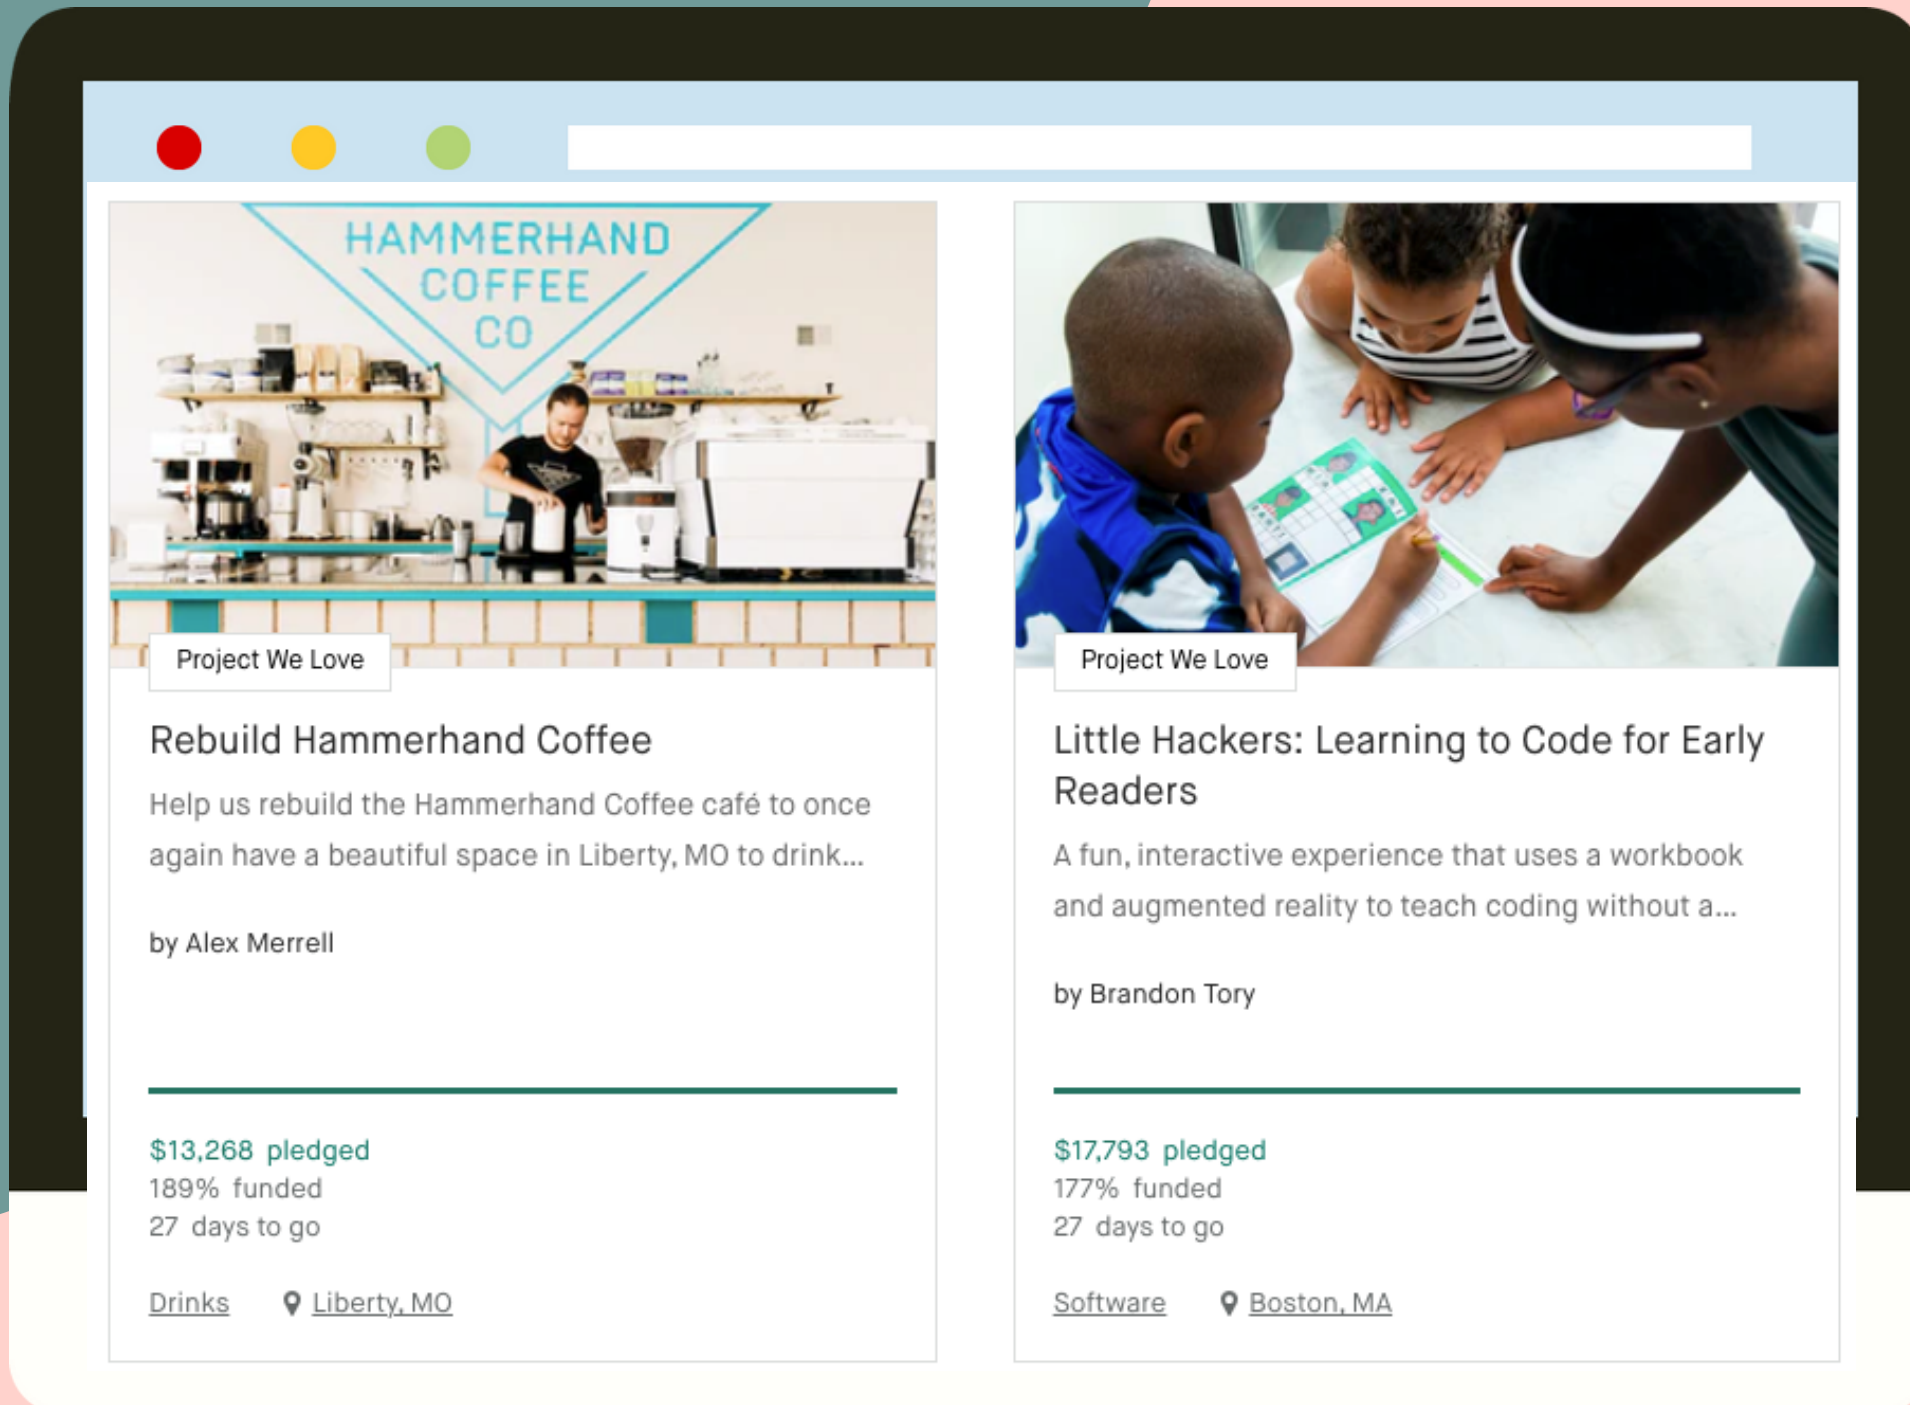 HAMMERHAND
COFFEE
CO
Project We Love
Rebuild Hammerhand Coffee
Help us rebuild the Hammerhand Coffee café to once
again have a beautiful space in Liberty, MO to drink...
by Alex Merrell
$13,268 pledged
189% funded
27 days to go
Drinks
Liberty, MO
Project We Love
Little Hackers: Learning to Code for Early
Readers
A fun, interactive experience that uses a workbook
and augmented reality to teach coding without a...
by Brandon Tory
$17,793 pledged
177% funded
27 days to go
Software
Boston, MA